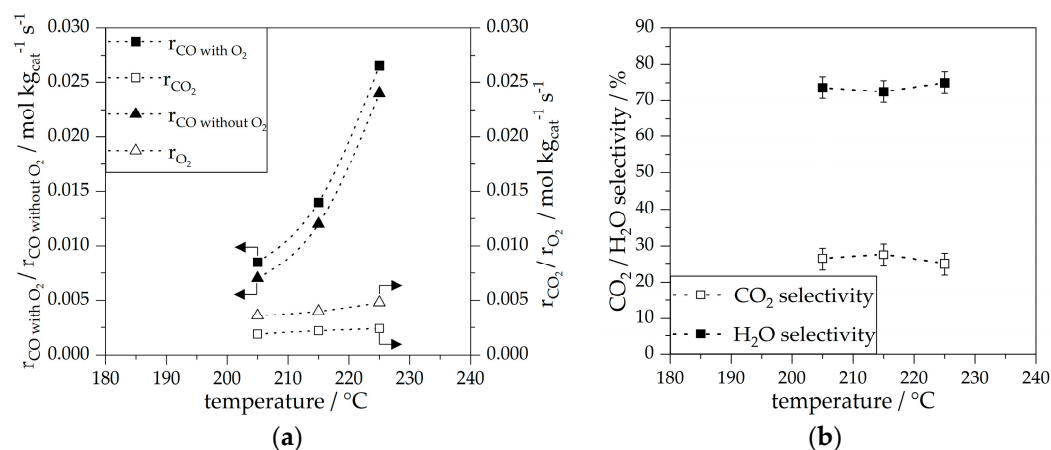 r_CO with O₂ / r_CO without O₂ / mol kg_cat⁻¹ s⁻¹
0.030
0.025
0.020
0.015
0.010
0.005
0.000
r_CO with O₂
r_CO₂
r_CO without O₂
r_O₂
180 190 200 210 220 230 240
temperature / °C
0.030
0.025
0.020
0.015
0.010
0.005
0.000
r_CO₂ / r_O₂ / mol kg_cat⁻¹ s⁻¹
(a)
CO₂ / H₂O selectivity / %
90
80
70
60
50
40
30
20
10
0
CO₂ selectivity
H₂O selectivity
180 190 200 210 220 230 240
temperature / °C
(b)